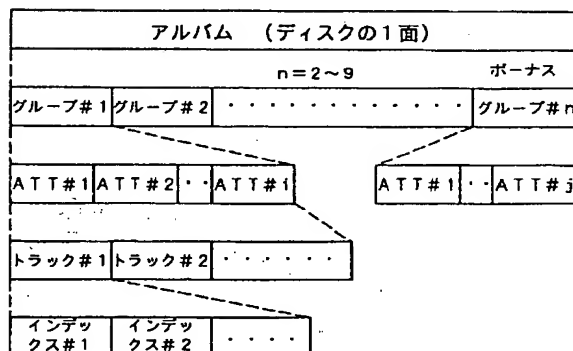 アルバム （ディスクの1面）
n=2～9 ボーナス
グループ#1 グループ#2 ・・・・・・・・・・・・ グループ#n
ATT#1 ATT#2 ・・ ATT#i ATT#1 ・・ ATT#j
トラック#1 トラック#2 ・・・・・・
インデックス#1 インデックス#2 ・・・・